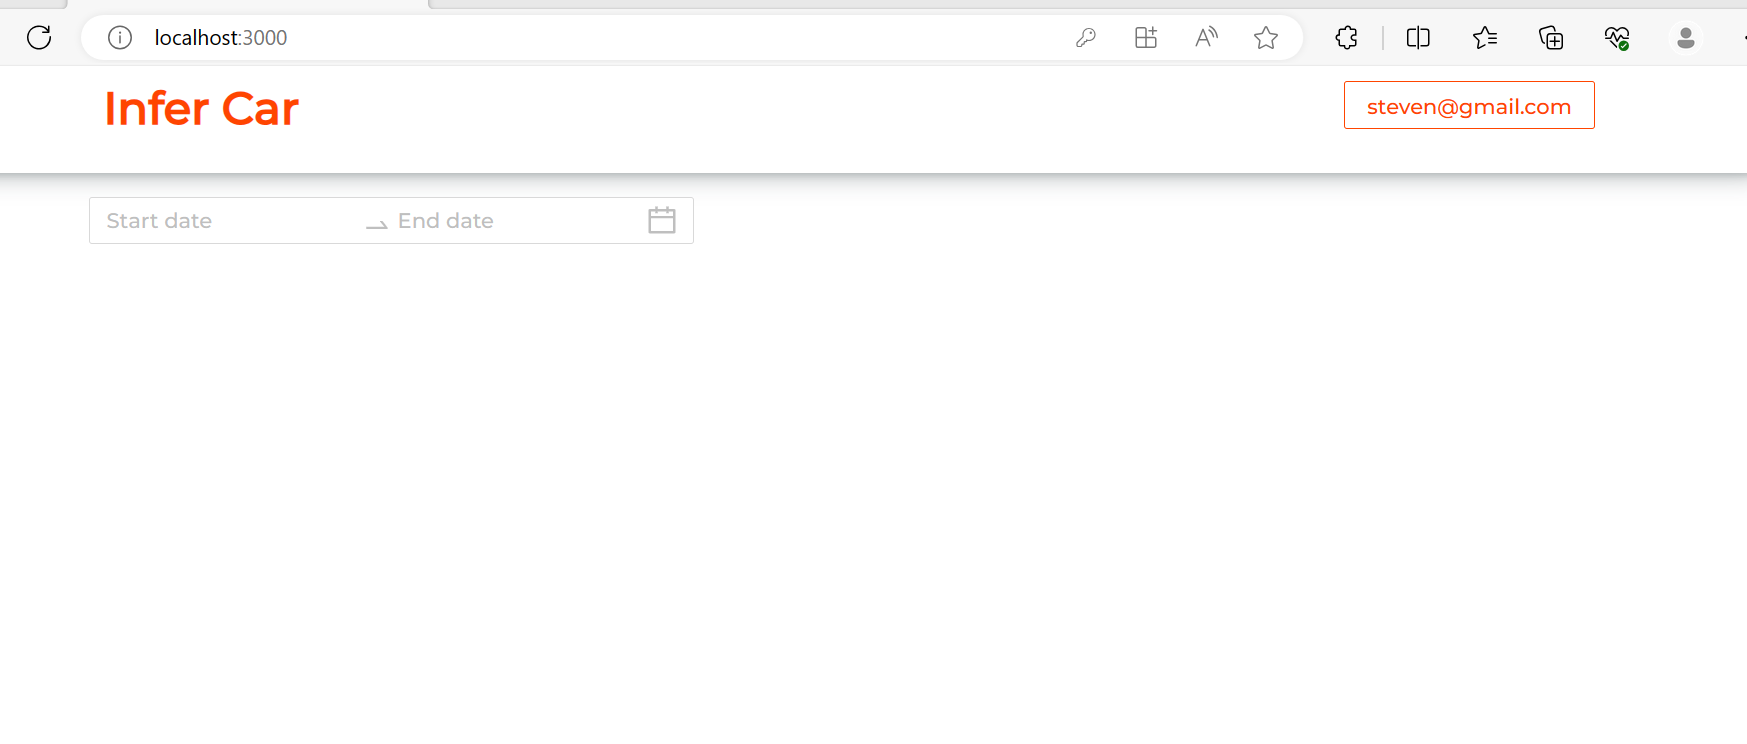 localhost:3000
Infer Car
steven@gmail.com
Start date
End date